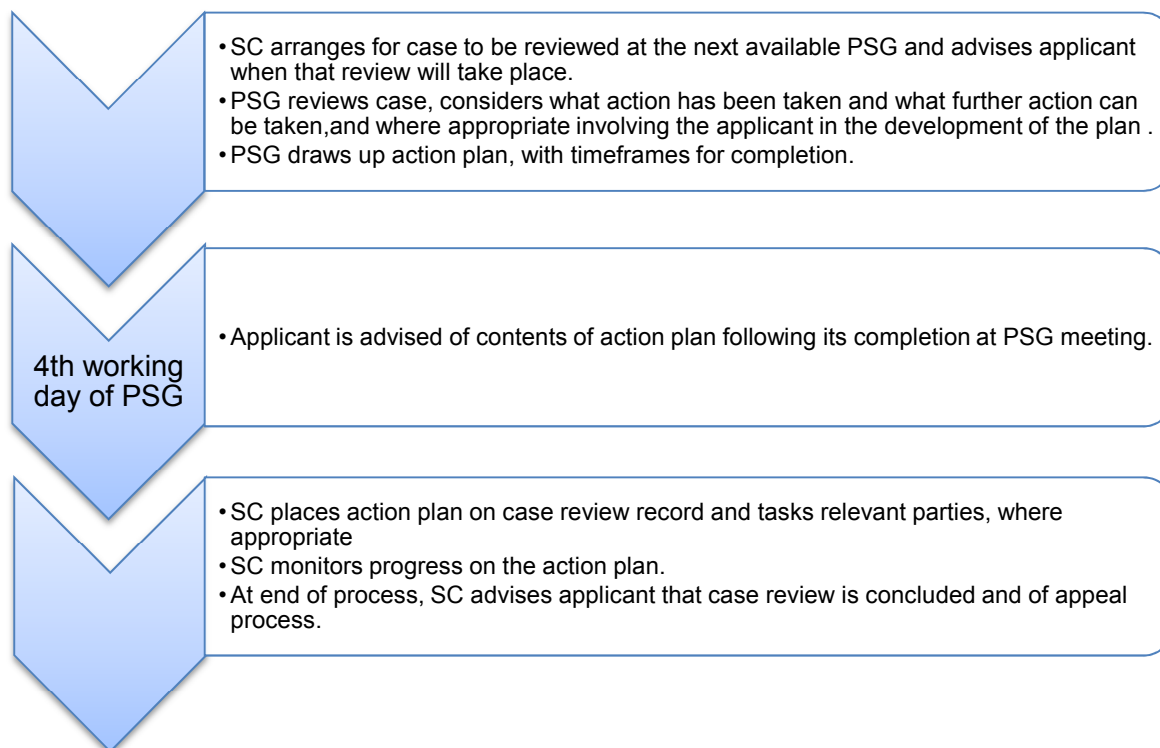 •SC arranges for case to be reviewed at the next available PSG and advises applicant
when that review will take place.
•PSG reviews case, considers what action has been taken and what further action can
be taken,and where appropriate involving the applicant in the development of the plan .
•PSG draws up action plan, with timeframes for completion.
4th working
day of PSG
•Applicant is advised of contents of action plan following its completion at PSG meeting.
•SC places action plan on case review record and tasks relevant parties, where
appropriate
•SC monitors progress on the action plan.
•At end of process, SC advises applicant that case review is concluded and of appeal
process.